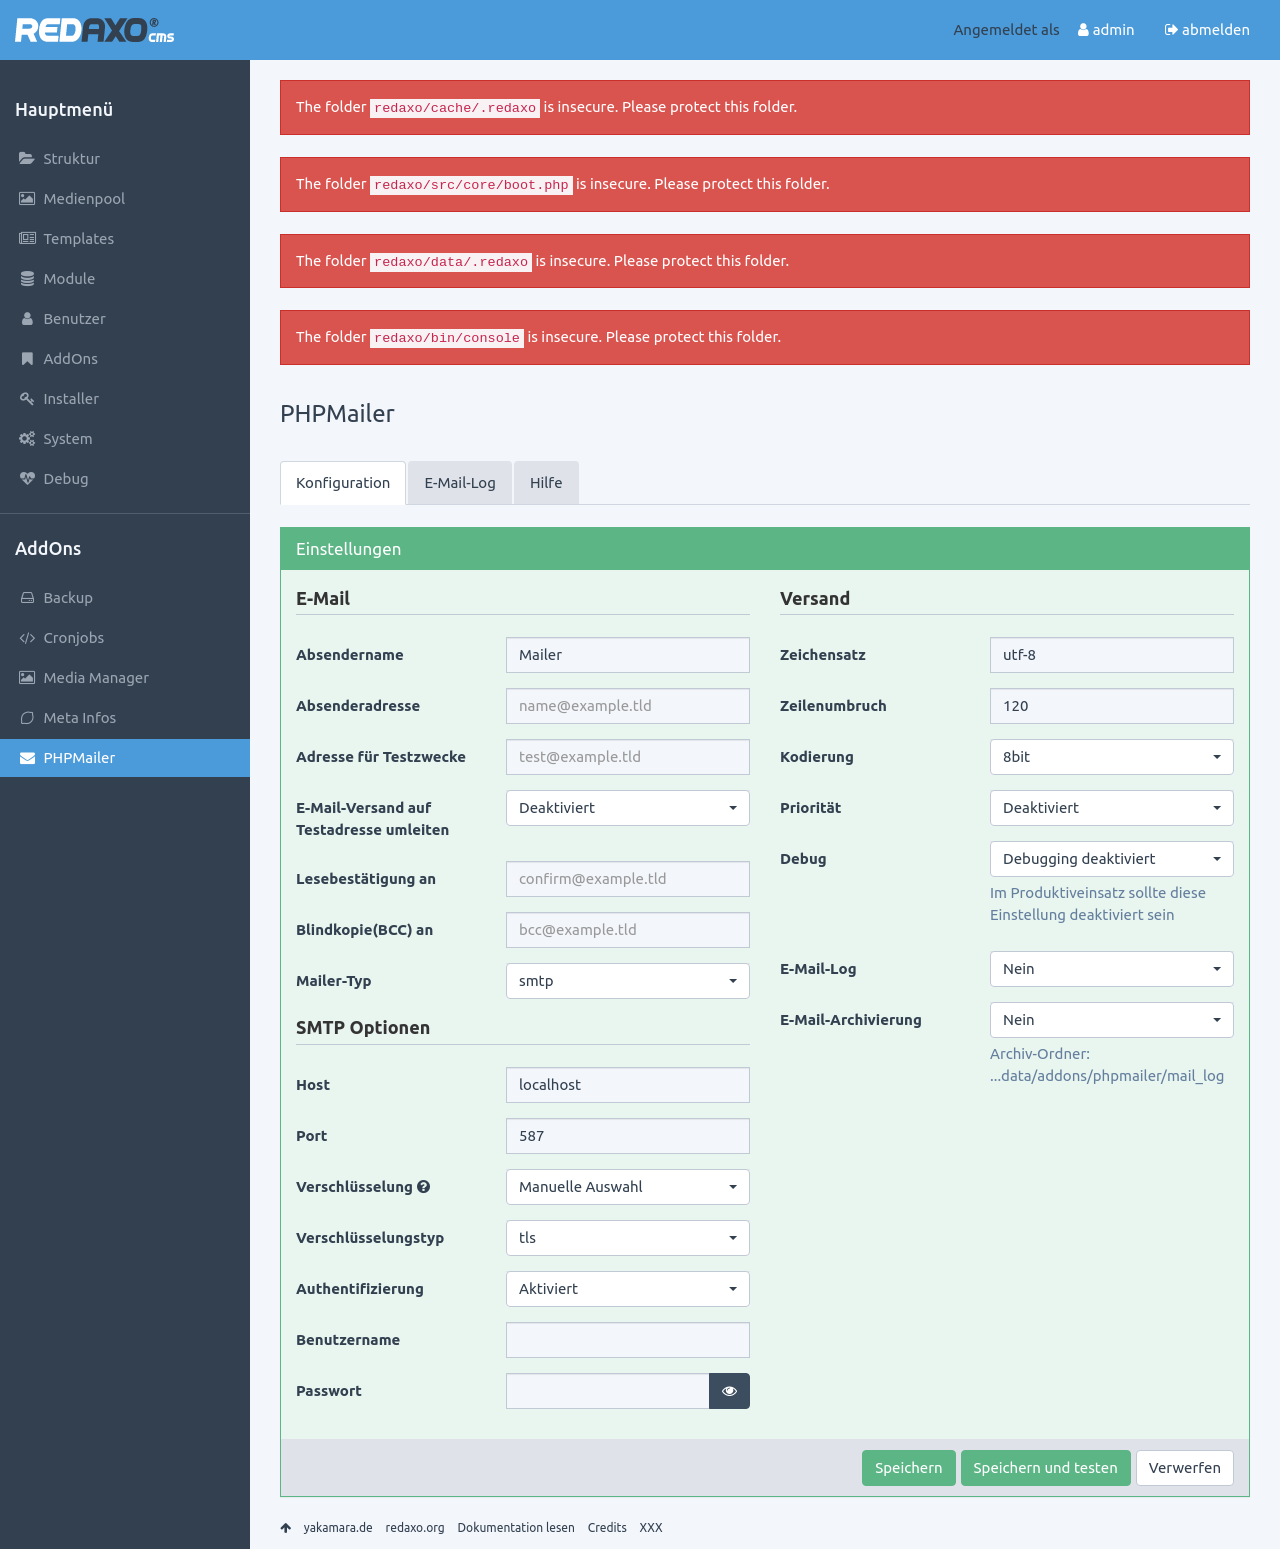 REDAXO® cms
Angemeldet als admin abmelden
Hauptmenü
Struktur
Medienpool
Templates
Module
Benutzer
AddOns
Installer
System
Debug
AddOns
Backup
Cronjobs
Media Manager
Meta Infos
PHPMailer
The folder redaxo/cache/.redaxo is insecure. Please protect this folder.
The folder redaxo/src/core/boot.php is insecure. Please protect this folder.
The folder redaxo/data/.redaxo is insecure. Please protect this folder.
The folder redaxo/bin/console is insecure. Please protect this folder.
PHPMailer
Konfiguration E-Mail-Log Hilfe
Einstellungen
E-Mail
Absendername Mailer
Absenderadresse name@example.tld
Adresse für Testzwecke test@example.tld
E-Mail-Versand auf Deaktiviert
Testadresse umleiten
Lesebestätigung an confirm@example.tld
Blindkopie(BCC) an bcc@example.tld
Mailer-Typ smtp
SMTP Optionen
Host localhost
Port 587
Verschlüsselung Manuelle Auswahl
Verschlüsselungstyp tls
Authentifizierung Aktiviert
Benutzername
Passwort
Versand
Zeichensatz utf-8
Zeilenumbruch 120
Kodierung 8bit
Priorität Deaktiviert
Debug Debugging deaktiviert
Im Produktiveinsatz sollte diese
Einstellung deaktiviert sein
E-Mail-Log Nein
E-Mail-Archivierung Nein
Archiv-Ordner:
...data/addons/phpmailer/mail_log
Speichern Speichern und testen Verwerfen
yakamara.de redaxo.org Dokumentation lesen Credits XXX